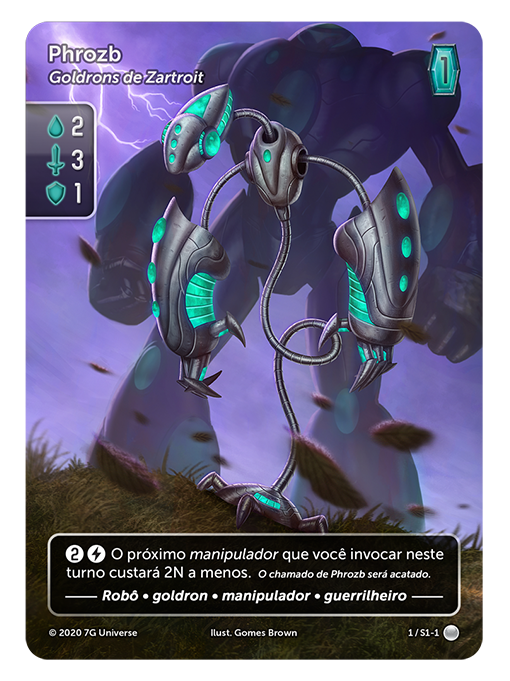 Phrozb
Goldrons de Zartroit
1
2
3
1
2 O próximo manipulador que você invocar neste
turno custará 2N a menos. O chamado de Phrozb será acatado.
Robô • goldron • manipulador • guerrilheiro
© 2020 7G Universe Ilust. Gomes Brown 1 / S1-1